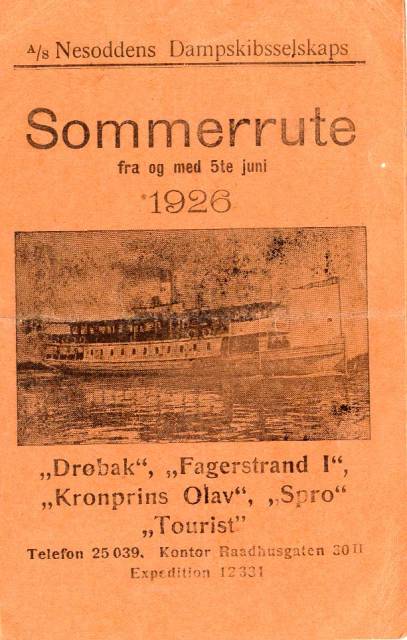 A/s Nesoddens Dampskibsselskaps
Sommerrute
fra og med 5te juni
1926
„Drøbak“, „Fagerstrand I“,
„Kronprins Olav“, „Spro“
„Tourist”
Telefon 25 039. Kontor Raadhusgaten 30 II
Expedition 12 331